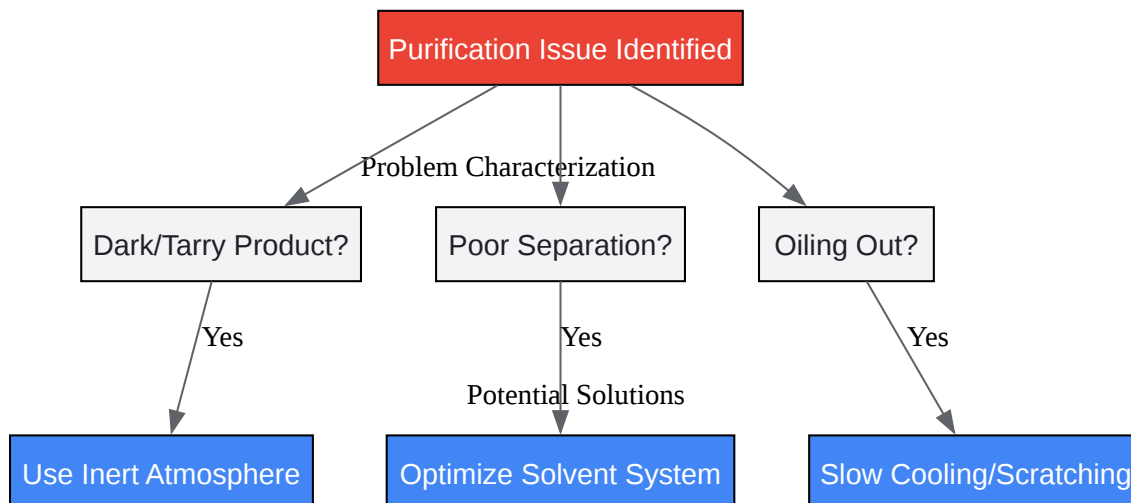 Purification Issue Identified
Problem Characterization
Dark/Tarry Product?
Poor Separation?
Oiling Out?
Yes
Yes
Yes
Potential Solutions
Use Inert Atmosphere
Optimize Solvent System
Slow Cooling/Scratching